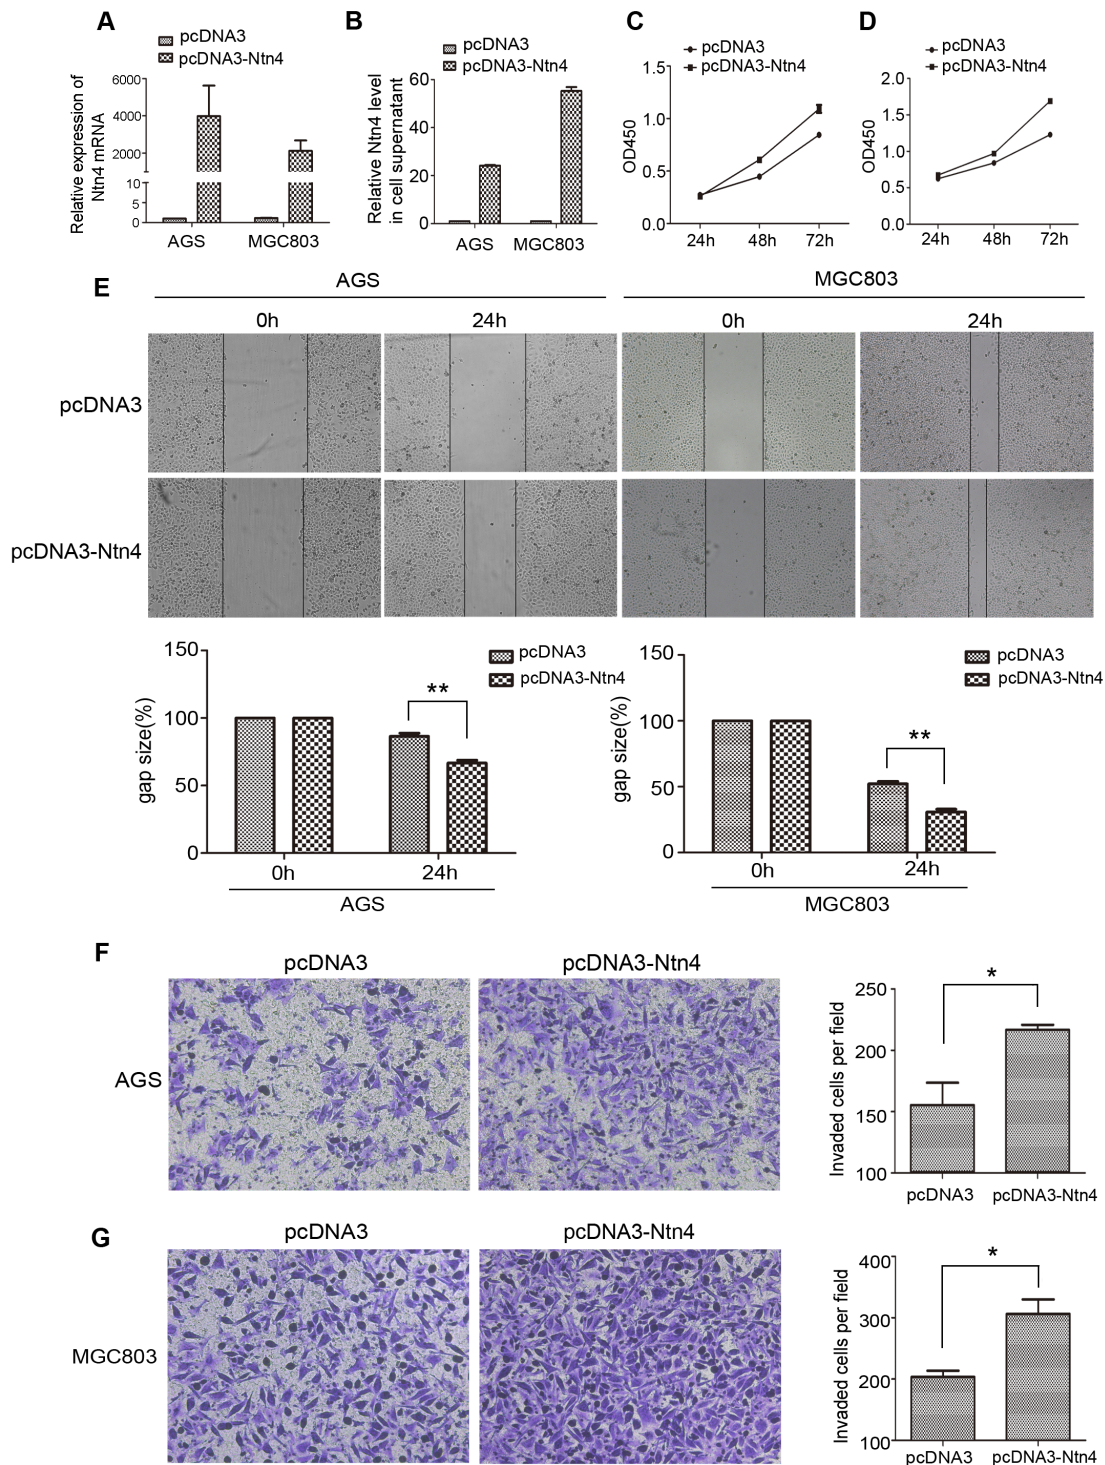 A
pcDNA3
pcDNA3-Ntn4
Relative expression of
Ntn4 mRNA
6000
4000
2000
10
5
0
AGS
MGC803
B
pcDNA3
pcDNA3-Ntn4
Relative Ntn4 level
in cell supernatant
60
40
20
0
AGS
MGC803
C
pcDNA3
pcDNA3-Ntn4
OD450
1.5
1.0
0.5
0.0
24h
48h
72h
D
pcDNA3
pcDNA3-Ntn4
OD450
2.0
1.5
1.0
0.5
0.0
24h
48h
72h
E
AGS
MGC803
0h
24h
0h
24h
pcDNA3
pcDNA3-Ntn4
gap size(%)
150
100
50
0
pcDNA3
pcDNA3-Ntn4
**
0h
24h
AGS
gap size(%)
150
100
50
0
pcDNA3
pcDNA3-Ntn4
**
0h
24h
MGC803
F
pcDNA3
pcDNA3-Ntn4
AGS
Invaded cells per field
250
200
150
100
*
pcDNA3
pcDNA3-Ntn4
G
pcDNA3
pcDNA3-Ntn4
MGC803
Invaded cells per field
400
300
200
100
*
pcDNA3
pcDNA3-Ntn4